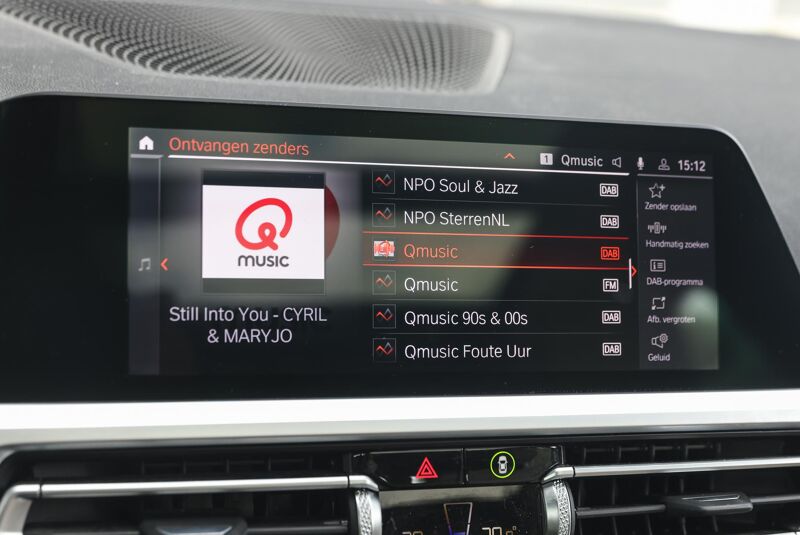 Ontvangen zenders
1 Qmusic
15:12
MUSIC
Still Into You - CYRIL
& MARYJO
NPO Soul & Jazz DAB
NPO SterrenNL DAB
Qmusic DAB
Qmusic FM
Qmusic 90s & 00s DAB
Qmusic Foute Uur DAB
Zender opslaan
Handmatig zoeken
DAB-programma
Afb. vergroten
Geluid